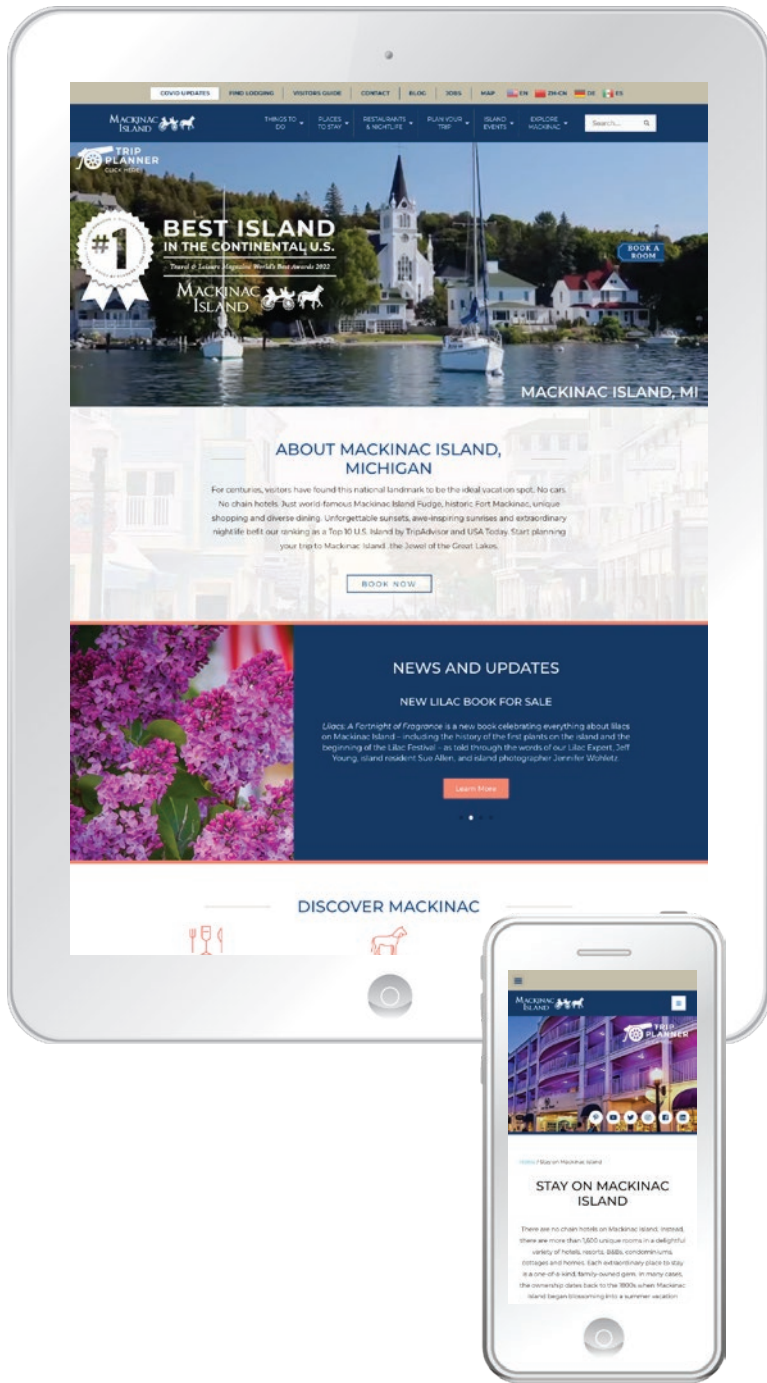 COVID UPDATES FIND LODGING VISITORS GUIDE CONTACT BLOG JOBS MAP EN ZH-CN DE ES
MACKINAC
ISLAND
THINGS TO
DO
PLACES
TO STAY
RESTAURANTS
& NIGHTLIFE
PLAN YOUR
TRIP
ISLAND
EVENTS
EXPLORE
MACKINAC
Search...
TRIP
PLANNER
CLICK HERE!
#1
BEST ISLAND
IN THE CONTINENTAL U.S.
Travel & Leisure Magazine World's Best Awards 2022
MACKINAC
ISLAND
BOOK A
ROOM
MACKINAC ISLAND, MI
ABOUT MACKINAC ISLAND,
MICHIGAN
For centuries, visitors have found this national landmark to be the ideal vacation spot. No cars.
No chain hotels. Just world-famous Mackinac Island Fudge, historic Fort Mackinac, unique
shopping and diverse dining. Unforgettable sunsets, awe-inspiring sunrises and extraordinary
nightlife befit our ranking as a Top 10 U.S. Island by TripAdvisor and USA Today. Start planning
your trip to Mackinac Island...the Jewel of the Great Lakes.
BOOK NOW
NEWS AND UPDATES
NEW LILAC BOOK FOR SALE
Lilacs: A Fortnight of Fragrance is a new book celebrating everything about lilacs
on Mackinac Island – including the history of the first plants on the island and the
beginning of the Lilac Festival – as told through the words of our Lilac Expert, Jeff
Young, island resident Sue Allen, and island photographer Jennifer Wohletz.
Learn More
DISCOVER MACKINAC
MACKINAC
ISLAND
TRIP
PLANNER
Home / Stay on Mackinac Island
STAY ON MACKINAC
ISLAND
There are no chain hotels on Mackinac Island. Instead,
there are more than 1,600 unique rooms in a delightful
variety of hotels, resorts, B&Bs, condominiums,
cottages and homes. Each extraordinary place to stay
is a one-of-a-kind, family-owned gem. In many cases,
the ownership dates back to the 1800s when Mackinac
Island began blossoming into a summer vacation